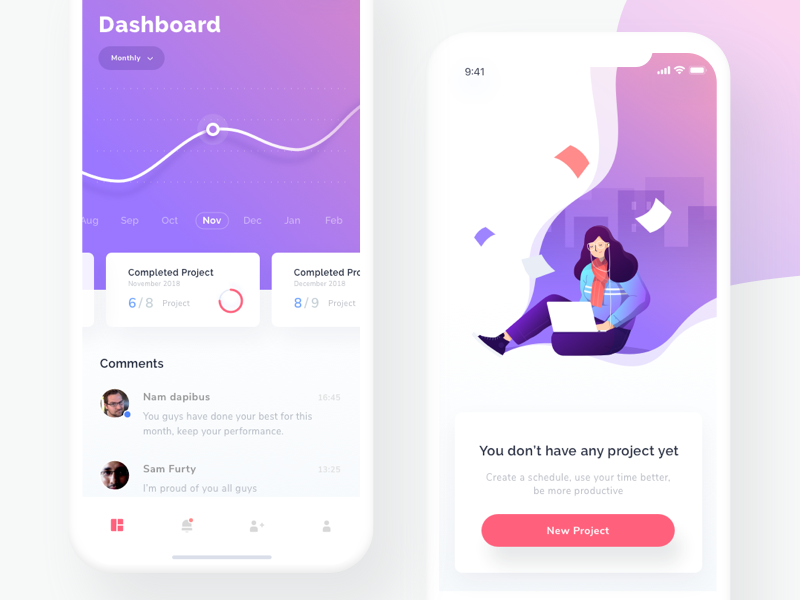 Dashboard
Monthly
Aug Sep Oct Nov Dec Jan Feb
Completed Project
November 2018
6/8 Project
Completed Pro
December 2018
8/9 Project
Comments
Nam dapibus 16:45
You guys have done your best for this
month, keep your performance.
Sam Furty 13:25
I'm proud of you all guys
9:41
You don't have any project yet
Create a schedule, use your time better,
be more productive
New Project